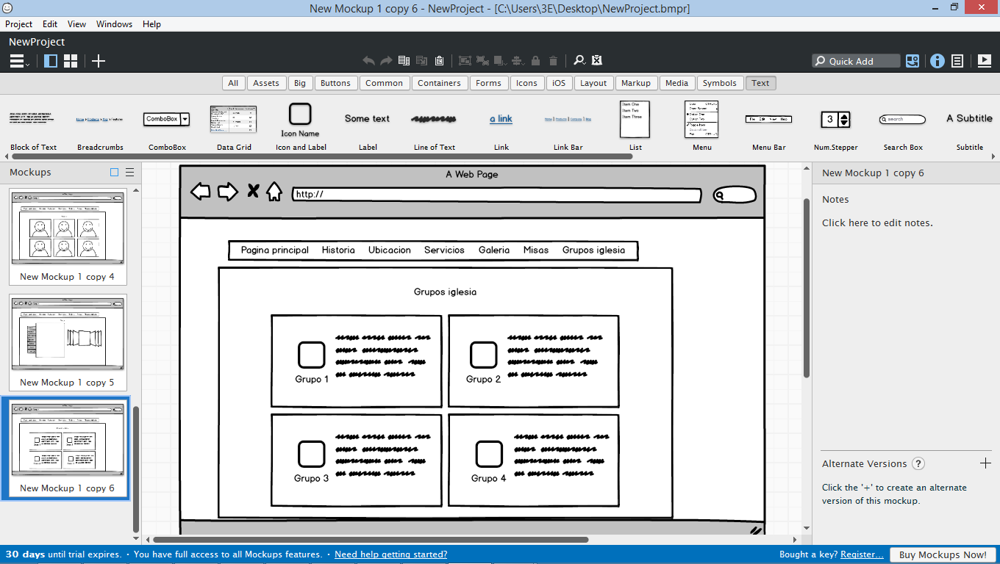 New Mockup 1 copy 6 - NewProject - [C:\Users\3E\Desktop\NewProject.bmpr]
Project Edit View Windows Help
NewProject
Quick Add
All Assets Big Buttons Common Containers Forms Icons iOS Layout Markup Media Symbols Text
ComboBox
Icon Name
Some text
a link
Item One
Item Two
Item Three
3
search
A Subtitle
Block of Text Breadcrumbs ComboBox Data Grid Icon and Label Label Line of Text Link Link Bar List Menu Menu Bar Num.Stepper Search Box Subtitle
Mockups
New Mockup 1 copy 4
New Mockup 1 copy 5
New Mockup 1 copy 6
A Web Page
http://
Pagina principal Historia Ubicacion Servicios Galeria Misas Grupos iglesia
Grupos iglesia
Grupo 1
Grupo 2
Grupo 3
Grupo 4
New Mockup 1 copy 6
Notes
Click here to edit notes.
Alternate Versions ?
Click the '+' to create an alternate
version of this mockup.
30 days until trial expires. · You have full access to all Mockups features. · Need help getting started?
Bought a key? Register... Buy Mockups Now!